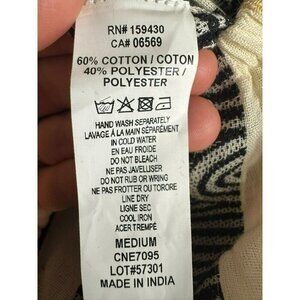 RN# 159430
CA# 06569
60% COTTON / COTON
40% POLYESTER /
POLYESTER
HAND WASH SEPARATELY
LAVAGE À LA MAIN SÉPARÉMENT
IN COLD WATER
EN EAU FROIDE
DO NOT BLEACH
NE PAS JAVELLISER
DO NOT RUB OR WRING
NE PAS FROTTER OU TORDRE
LINE DRY
LIGNE SEC
COOL IRON
ACER TREMPÉ
MEDIUM
CNE7095
LOT#57301
MADE IN INDIA